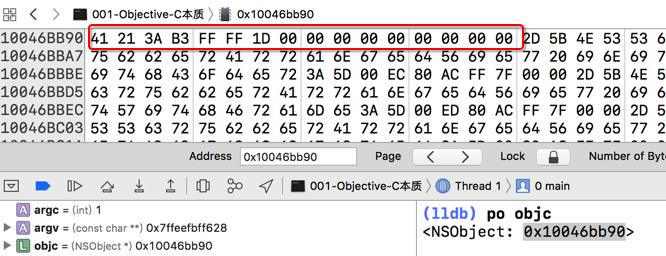 001-Objective-C本质 〉 0x10046bb90
10046BB90 41 21 3A B3 FF FF 1D 00 00 00 00 00 00 00 00 00 2D 5B 4E 53 53 6
10046BBA7 75 62 62 65 72 41 72 72 61 6E 67 65 64 56 69 65 77 20 69 6E 69 7
10046BBBE 69 74 68 43 6F 64 65 72 3A 5D 00 EC 80 AC FF 7F 00 00 2D 5B 4E 5
10046BBD5 63 72 75 62 62 65 72 41 72 72 61 6E 67 65 64 56 69 65 77 20 69 6
10046BBEC 74 57 69 74 68 46 72 61 6D 65 3A 5D 00 ED 80 AC FF 7F 00 00 2D 5
10046BC03 53 53 63 72 75 62 62 65 72 41 72 72 61 6E 67 65 64 56 69 65 77 2
Address 0x10046bb90 Page Lock Number of Byt
001-Objective-C本质 〉 Thread 1 〉 0 main
argc = (int) 1
argv = (const char **) 0x7ffeefbff628
objc = (NSObject *) 0x10046bb90
(lldb) po objc
<NSObject: 0x10046bb90>